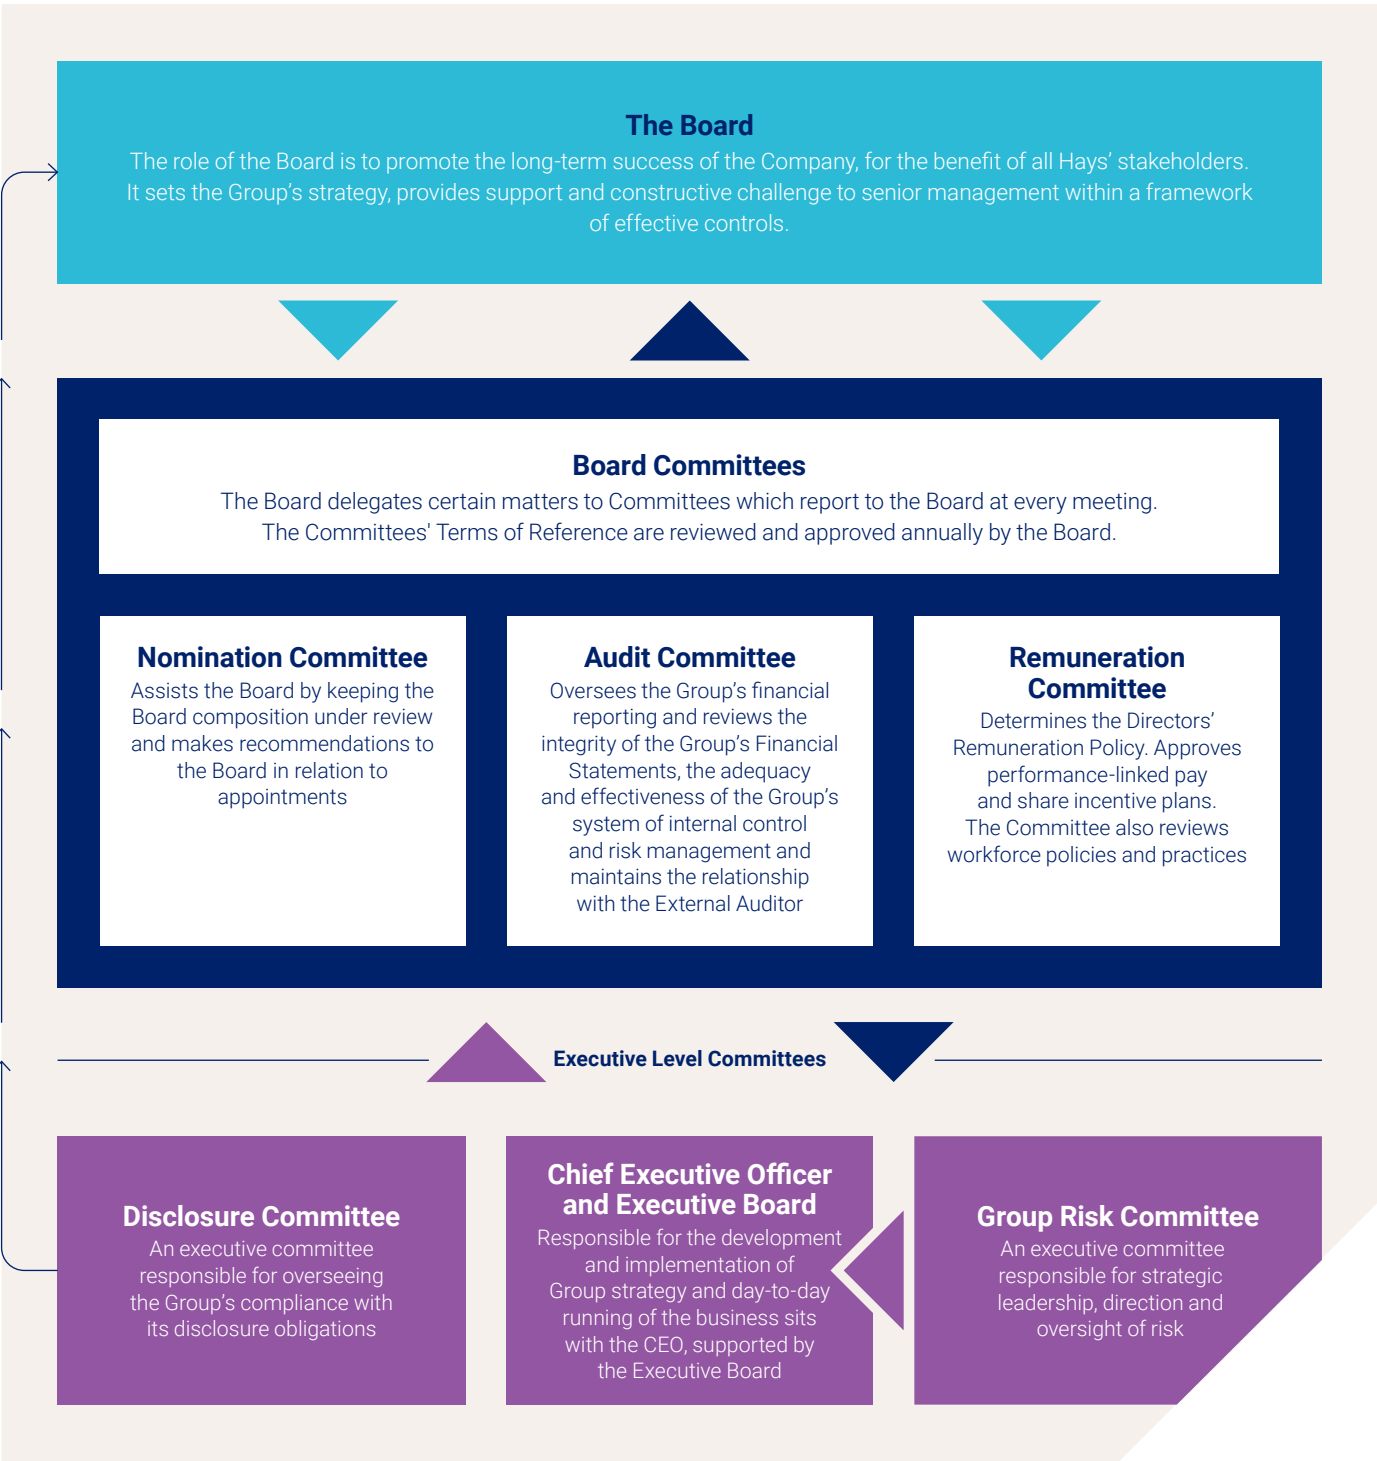 The Board
The role of the Board is to promote the long-term success of the Company, for the benefit of all Hays’ stakeholders.
It sets the Group’s strategy, provides support and constructive challenge to senior management within a framework
of effective controls.
Board Committees
The Board delegates certain matters to Committees which report to the Board at every meeting.
The Committees' Terms of Reference are reviewed and approved annually by the Board.
Nomination Committee
Assists the Board by keeping the
Board composition under review
and makes recommendations to
the Board in relation to
appointments
Audit Committee
Oversees the Group’s financial
reporting and reviews the
integrity of the Group’s Financial
Statements, the adequacy
and effectiveness of the Group’s
system of internal control
and risk management and
maintains the relationship
with the External Auditor
Remuneration
Committee
Determines the Directors’
Remuneration Policy. Approves
performance-linked pay
and share incentive plans.
The Committee also reviews
workforce policies and practices
Executive Level Committees
Disclosure Committee
An executive committee
responsible for overseeing
the Group’s compliance with
its disclosure obligations
Chief Executive Officer
and Executive Board
Responsible for the development
and implementation of
Group strategy and day-to-day
running of the business sits
with the CEO, supported by
the Executive Board
Group Risk Committee
An executive committee
responsible for strategic
leadership, direction and
oversight of risk